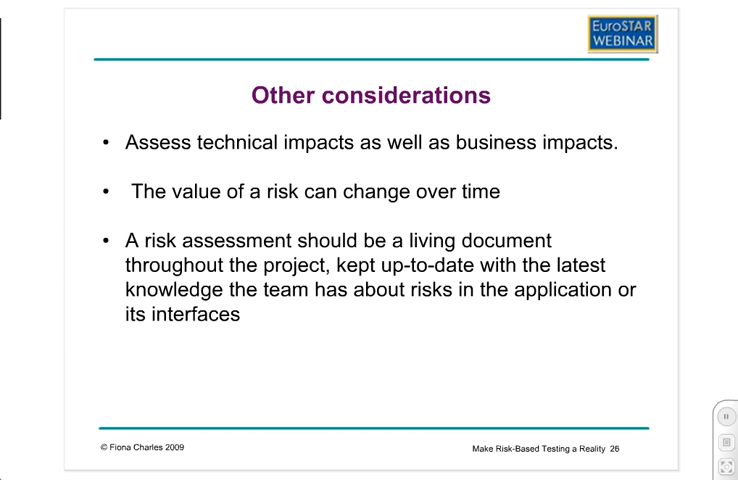 EuroSTAR
WEBINAR
Other considerations
• Assess technical impacts as well as business impacts.
• The value of a risk can change over time
• A risk assessment should be a living document
throughout the project, kept up-to-date with the latest
knowledge the team has about risks in the application or
its interfaces
© Fiona Charles 2009
Make Risk-Based Testing a Reality 26